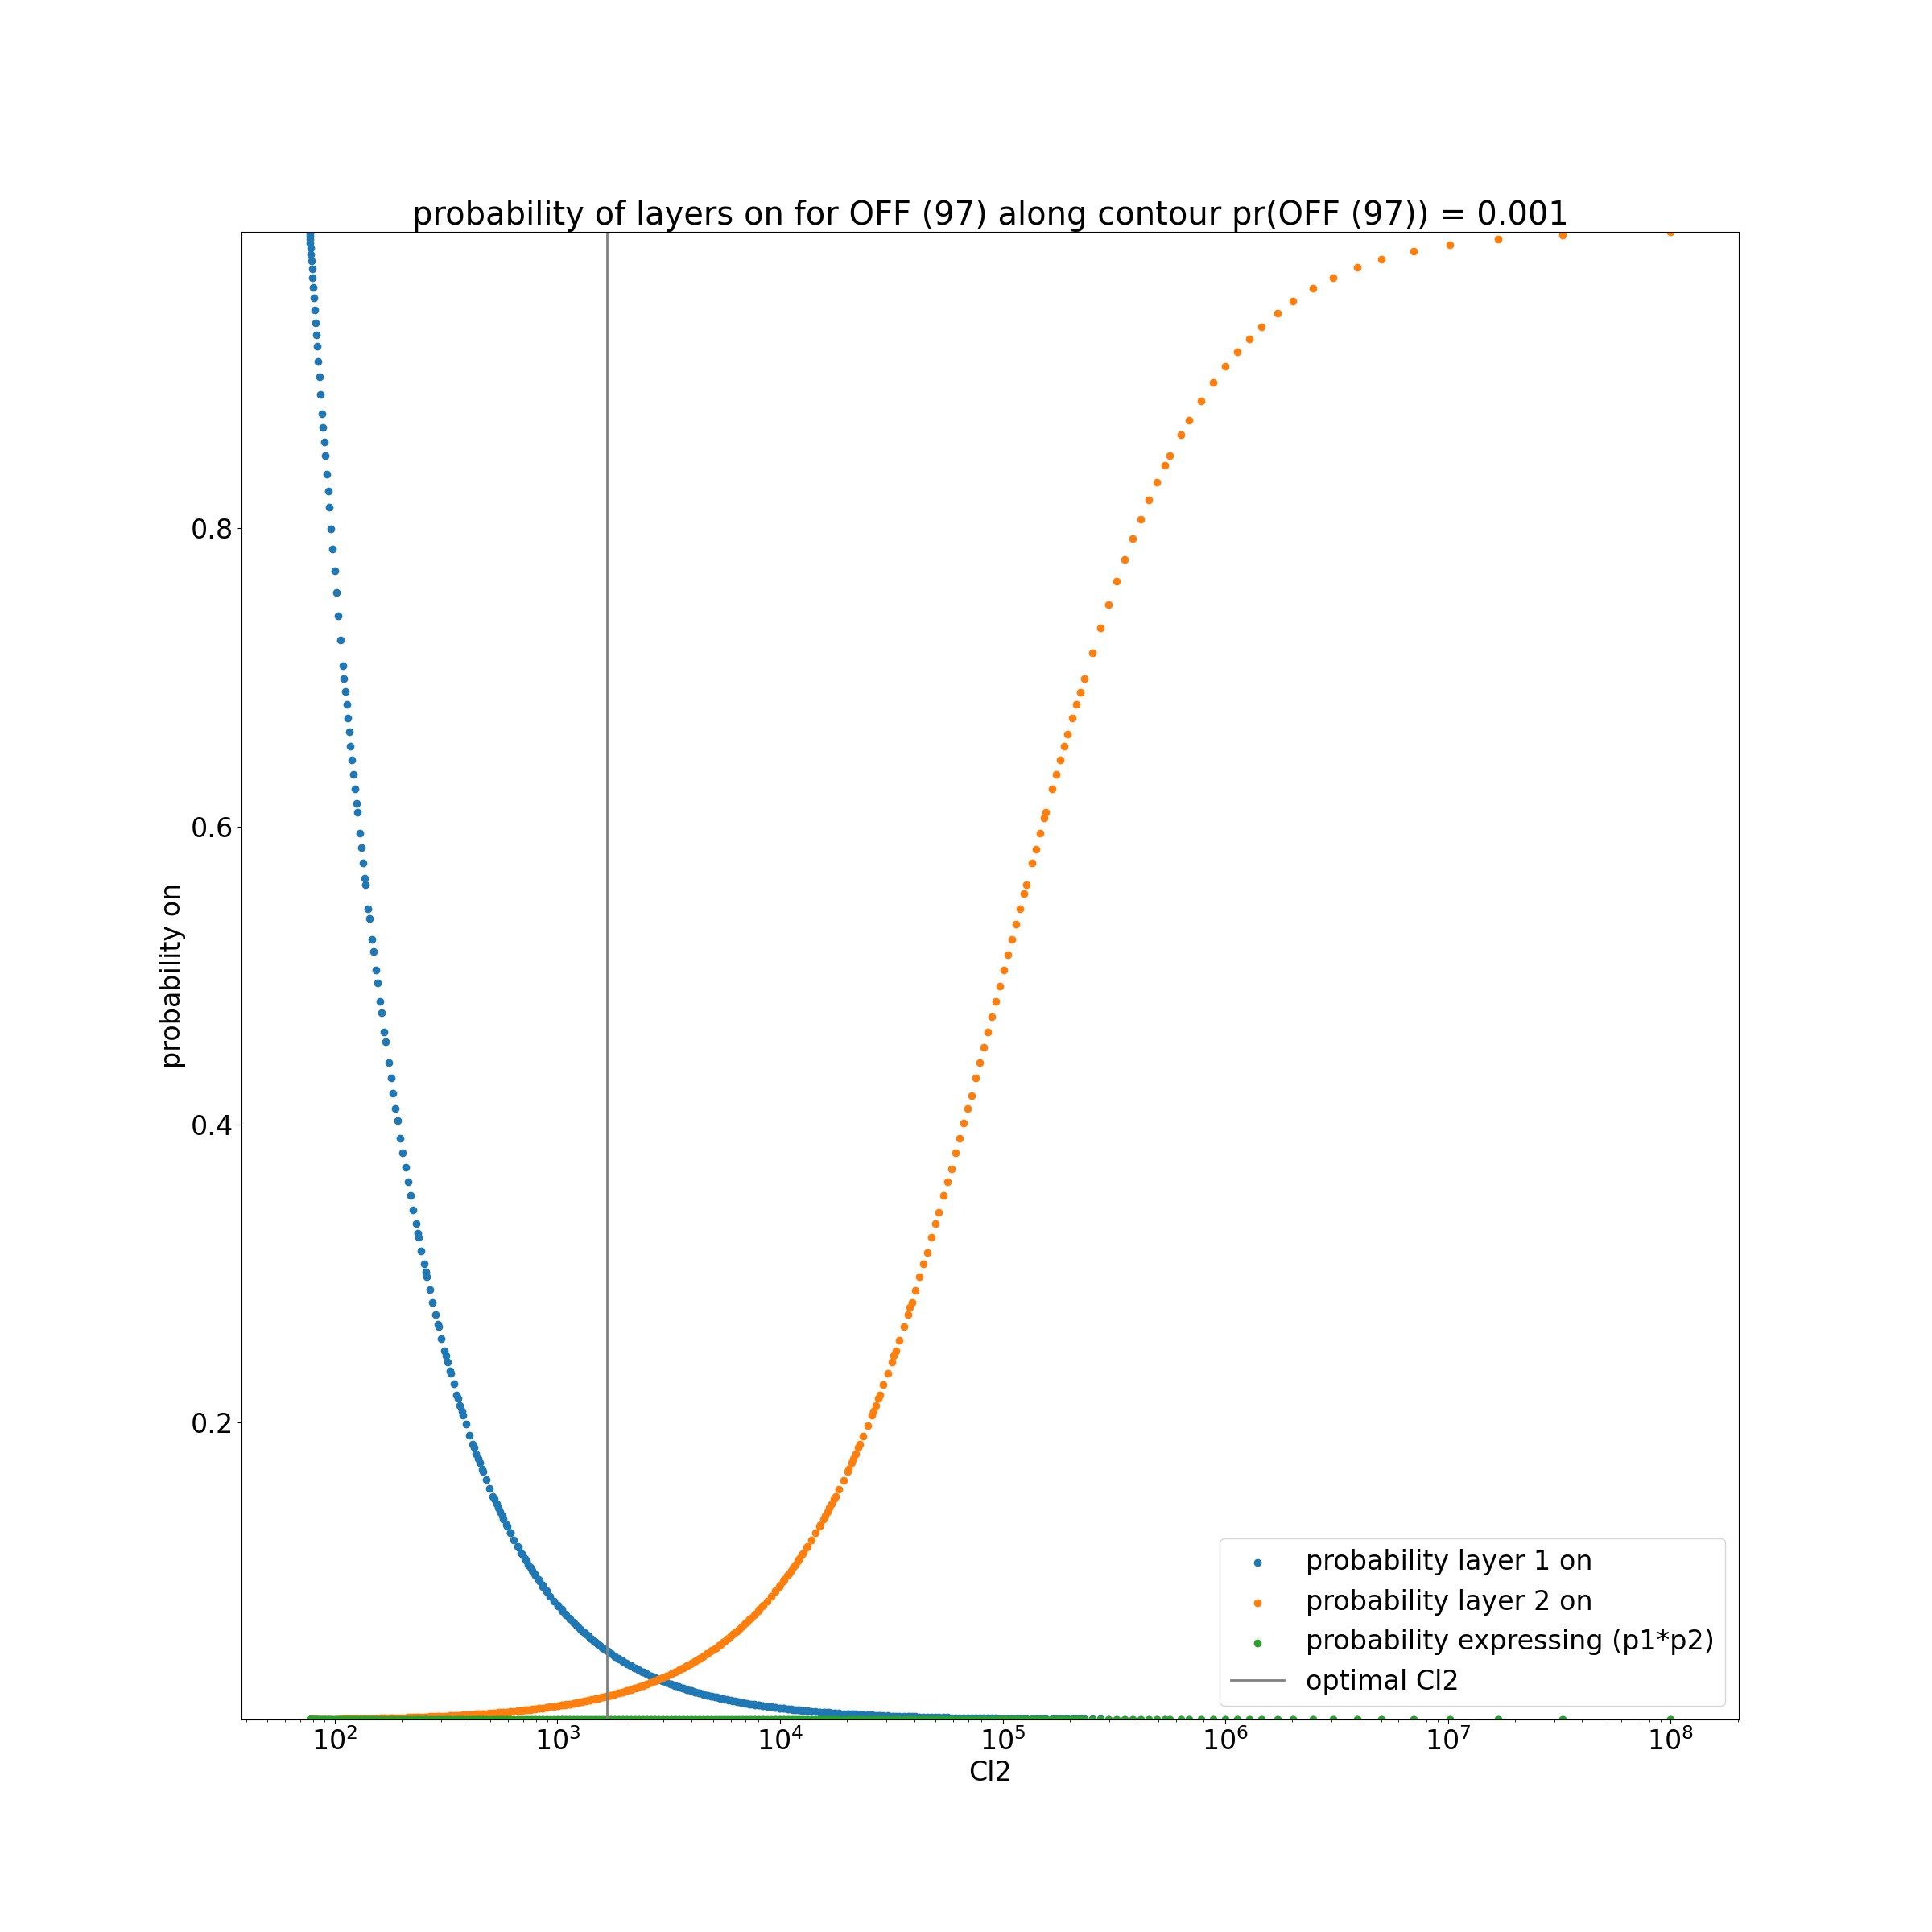 probability of layers on for OFF (97) along contour pr(OFF (97)) = 0.001
probability on
0.8
0.6
0.4
0.2
probability layer 1 on
probability layer 2 on
probability expressing (p1*p2)
optimal Cl2
10² 10³ 10⁴ 10⁵ 10⁶ 10⁷ 10⁸
Cl2